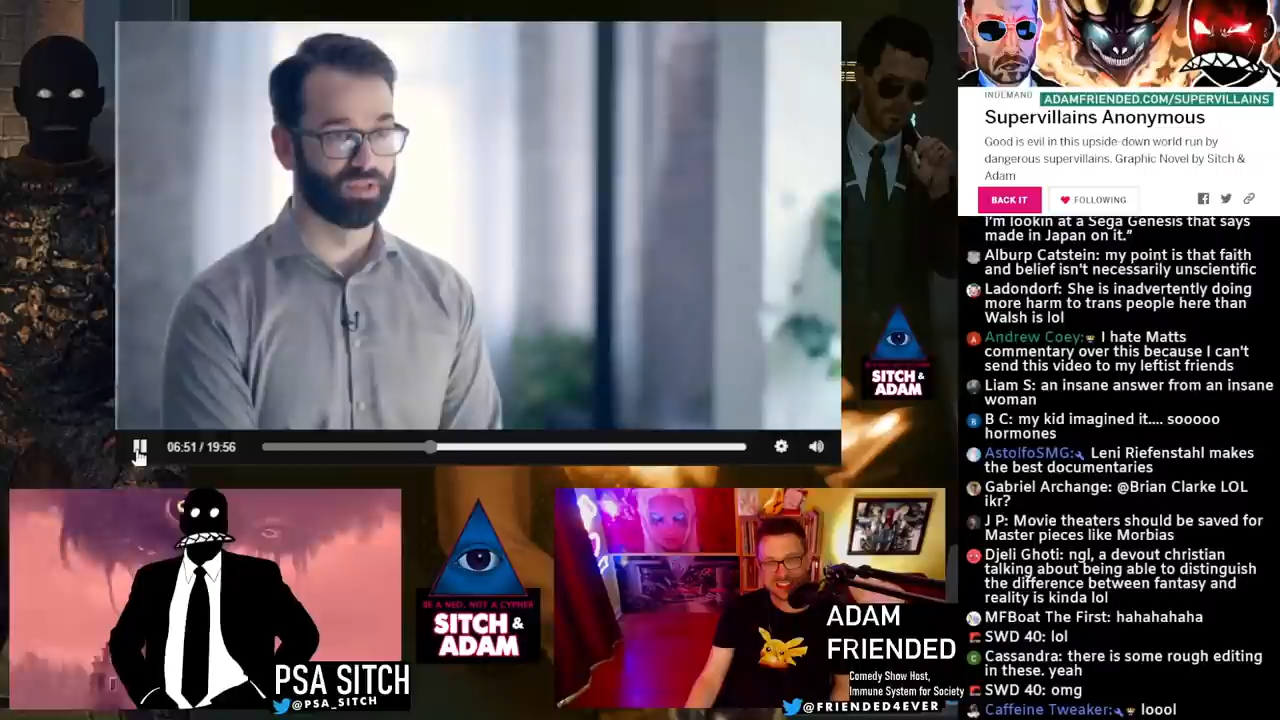 INDEMAND
ADAMFRIENDED.COM/SUPERVILLAINS
Supervillains Anonymous
Good is evil in this upside-down world run by
dangerous supervillains. Graphic Novel by Sitch &
Adam
BACK IT
FOLLOWING
I'm lookin at a Sega Genesis that says
made in Japan on it."
Alburp Catstein: my point is that faith
and belief isn't necessarily unscientific
Ladondorf: She is inadvertently doing
more harm to trans people here than
Walsh is lol
Andrew Coey: I hate Matts
commentary over this because I can't
send this video to my leftist friends
Liam S: an insane answer from an insane
woman
B C: my kid imagined it.... sooooo
hormones
AstolfoSMG: Leni Riefenstahl makes
the best documentaries
Gabriel Archange: @Brian Clarke LOL
ikr?
J P: Movie theaters should be saved for
Master pieces like Morbias
Djeli Ghoti: ngl, a devout christian
talking about being able to distinguish
the difference between fantasy and
reality is kinda lol
MFBoat The First: hahahahaha
SWD 40: lol
Cassandra: there is some rough editing
in these. yeah
SWD 40: omg
Caffeine Tweaker: loool
SITCH &
ADAM
06:51 / 19:56
BE A NEO, NOT A CYPHER
SITCH &
ADAM
PSA SITCH
@PSA_SITCH
ADAM
FRIENDED
Comedy Show Host,
Immune System for Society
@FRIENDED4EVER